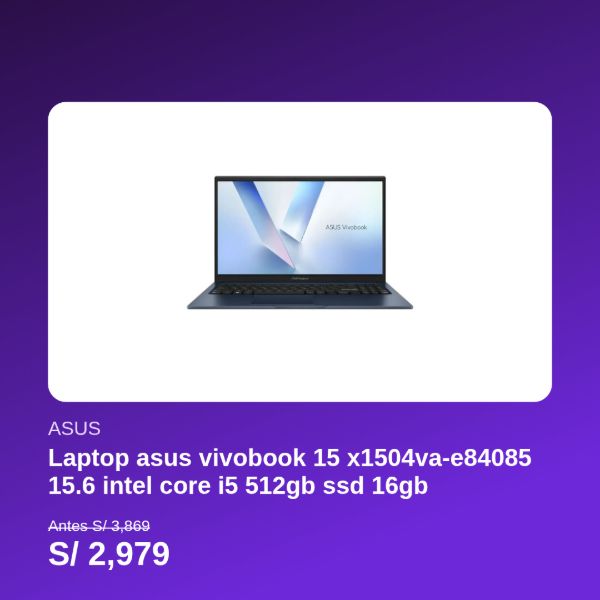 ASUS Vivobook
ASUS
Laptop asus vivobook 15 x1504va-e84085
15.6 intel core i5 512gb ssd 16gb
Antes S/ 3,869
S/ 2,979